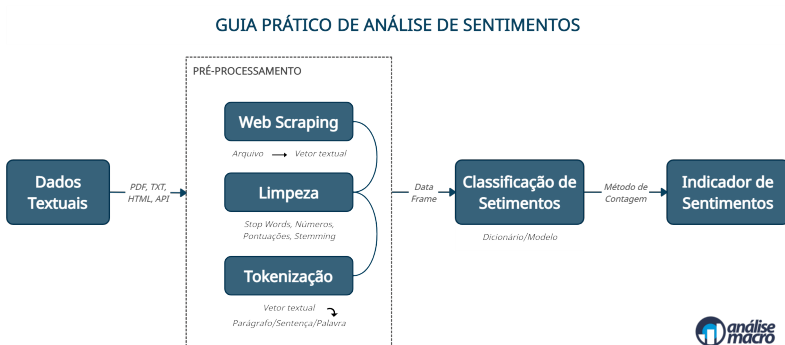 GUIA PRÁTICO DE ANÁLISE DE SENTIMENTOS
PRÉ-PROCESSAMENTO
Web Scraping
Arquivo
Vetor textual
Dados
Textuais
PDF, TXT,
HTML, API
Limpeza
Stop Words, Números,
Pontuações, Stemming
Tokenização
Vetor textual
Parágrafo/Sentença/Palavra
Data
Frame
Classificação de
Setimentos
Dicionário/Modelo
Método de
Contagem
Indicador de
Sentimentos
análise
macro